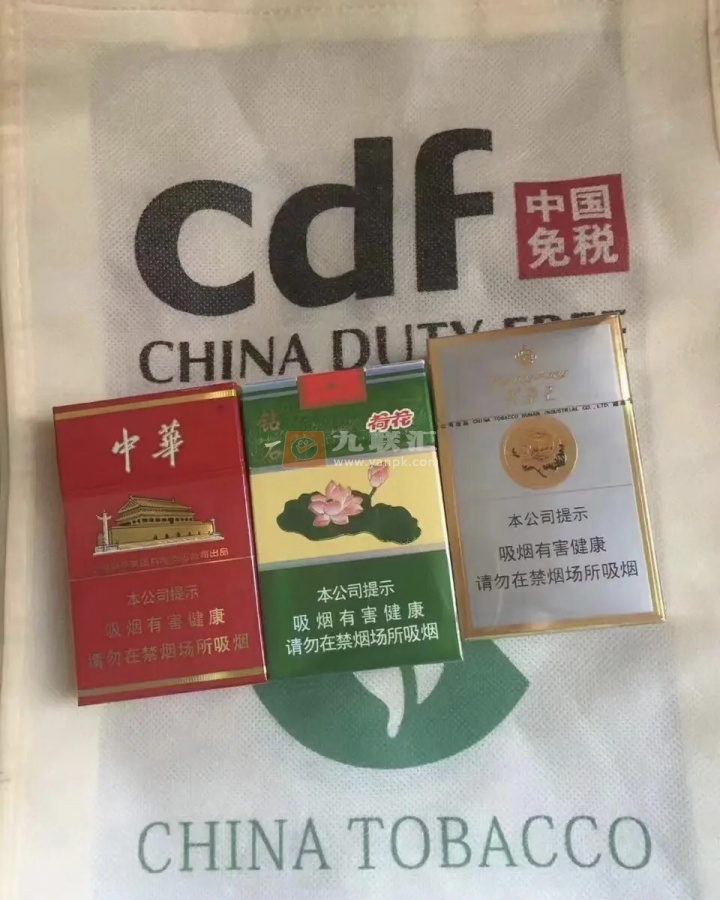 cdf
中国
免税
CHINA DUTY FREE
中華
本公司提示
吸烟有害健康
请勿在禁烟场所吸烟
钻石
荷花
九联汇
www.yanpk.com
本公司提示
吸烟有害健康
请勿在禁烟场所吸烟
本公司提示
吸烟有害健康
请勿在禁烟场所吸烟
CHINA TOBACCO